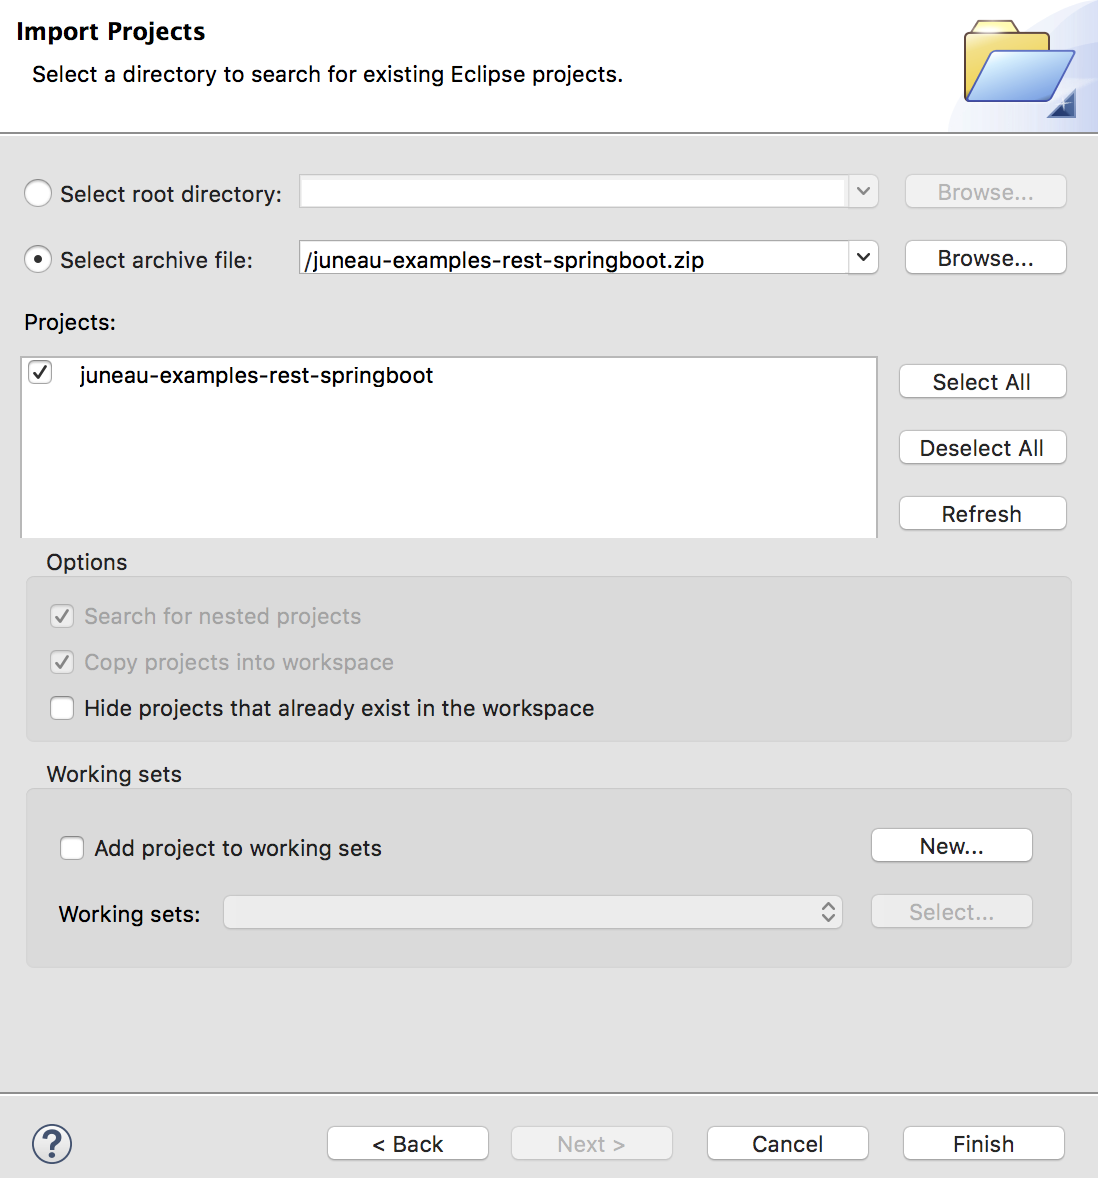 Import Projects
Select a directory to search for existing Eclipse projects.
Select root directory:
Browse...
Select archive file:
/juneau-examples-rest-springboot.zip
Browse...
Projects:
juneau-examples-rest-springboot
Select All
Deselect All
Refresh
Options
Search for nested projects
Copy projects into workspace
Hide projects that already exist in the workspace
Working sets
Add project to working sets
New...
Working sets:
Select...
?
< Back
Next >
Cancel
Finish